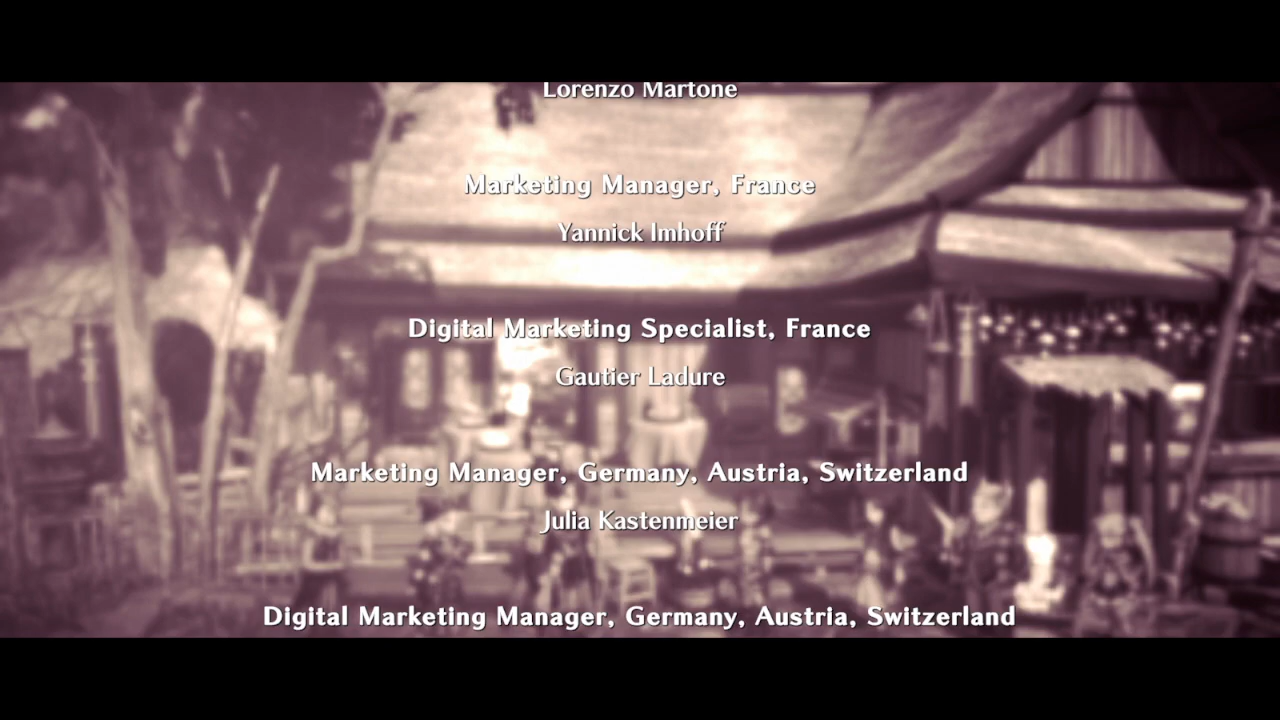 Lorenzo Martone
Marketing Manager, France
Yannick Imhoff
Digital Marketing Specialist, France
Gautier Ladure
Marketing Manager, Germany, Austria, Switzerland
Julia Kastenmeier
Digital Marketing Manager, Germany, Austria, Switzerland